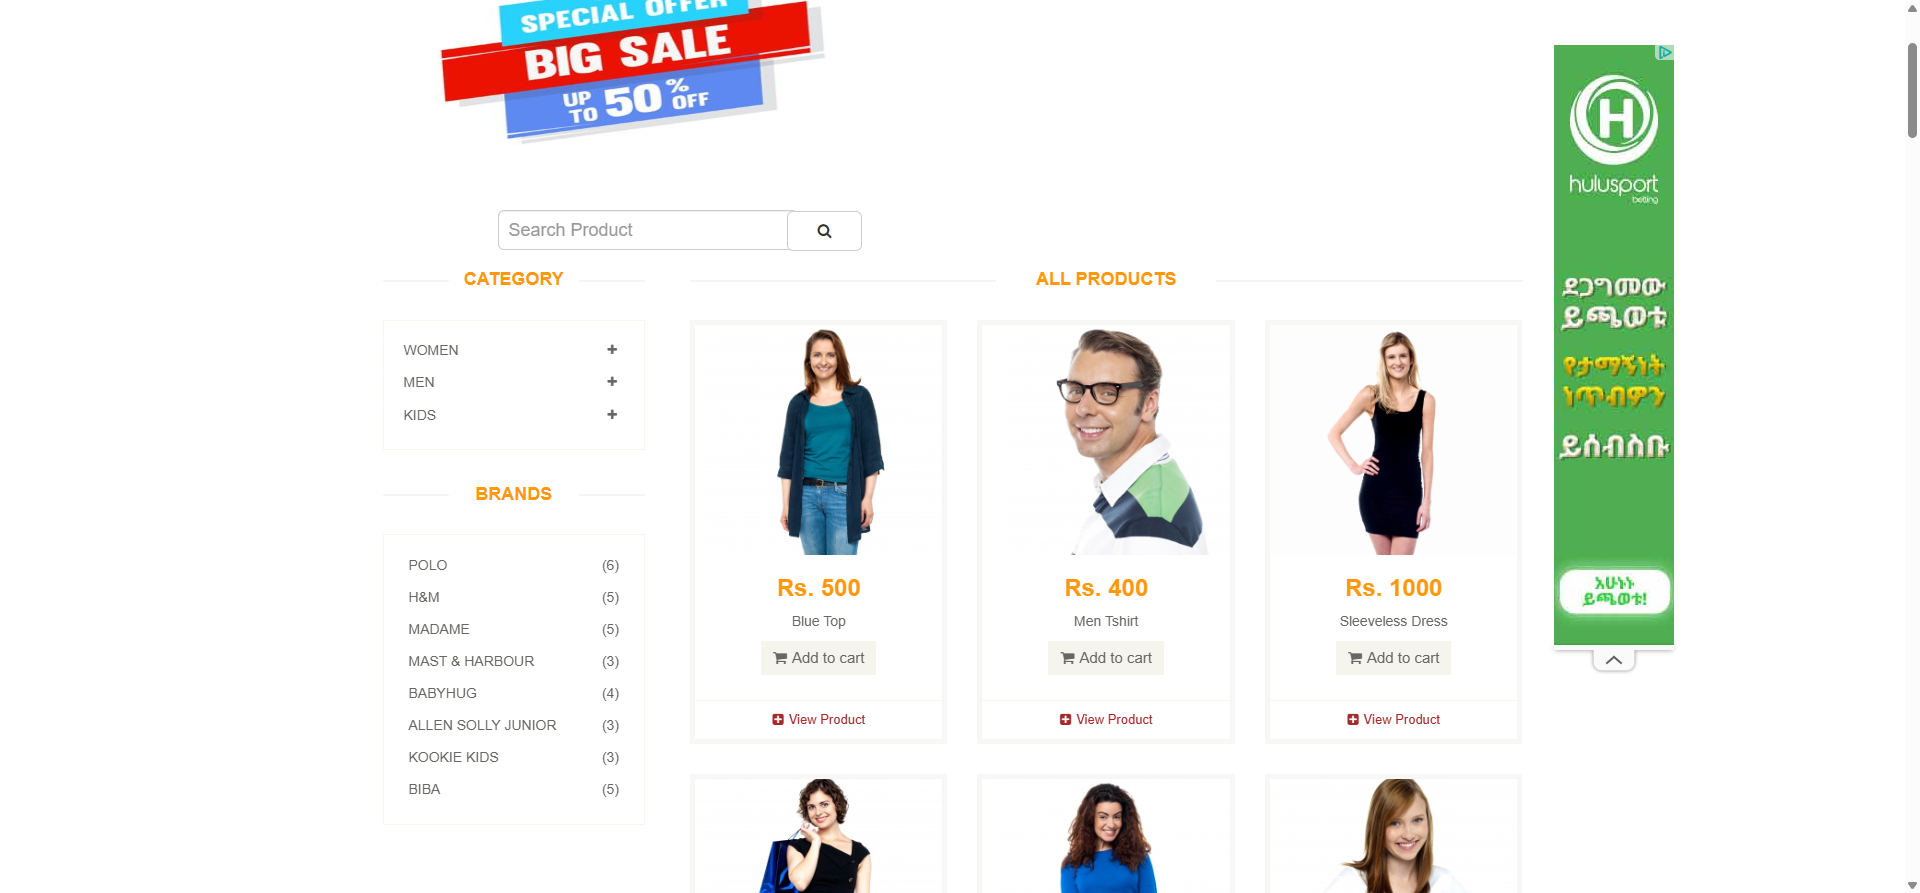 SPECIAL OFFER
BIG SALE
UP TO 50% OFF
Search Product
CATEGORY
WOMEN
MEN
KIDS
BRANDS
POLO (6)
H&M (5)
MADAME (5)
MAST & HARBOUR (3)
BABYHUG (4)
ALLEN SOLLY JUNIOR (3)
KOOKIE KIDS (3)
BIBA (5)
ALL PRODUCTS
Rs. 500
Blue Top
Add to cart
View Product
Rs. 400
Men Tshirt
Add to cart
View Product
Rs. 1000
Sleeveless Dress
Add to cart
View Product
H
hulusport
betting
ደጋግመው
ይጫወቱ
የታማኝነት
ነጥብዎን
ይሰብስቡ
አሁኑኑ
ይጫወቱ!